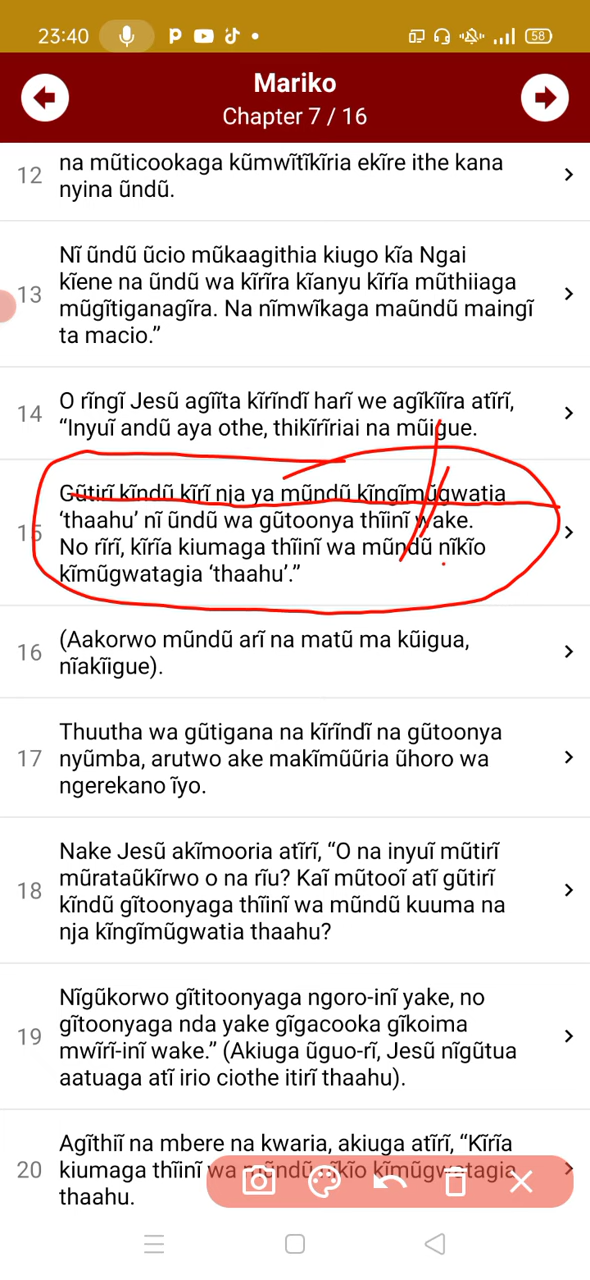 23:40
58
Mariko
Chapter 7 / 16
12 na mũticookaga kũmwĩtĩkĩria ekĩre ithe kana
nyina ũndũ.
13 Nĩ ũndũ ũcio mũkaagithia kiugo kĩa Ngai
kĩene na ũndũ wa kĩrĩra kĩanyu kĩrĩa mũthiiaga
mũgĩtiganagĩra. Na nĩmwĩkaga maũndũ maingĩ
ta macio.”
14 O rĩngĩ Jesũ agĩĩta kĩrĩndĩ harĩ we agĩkĩĩra atĩrĩ,
“Inyuĩ andũ aya othe, thikĩrĩriai na mũigue.
15 Gũtirĩ kĩndũ kĩrĩ nja ya mũndũ kĩngĩmũgwatia
‘thaahu’ nĩ ũndũ wa gũtoonya thĩinĩ wake.
No rĩrĩ, kĩrĩa kiumaga thĩinĩ wa mũndũ nĩkĩo
kĩmũgwatagia ‘thaahu’.”
16 (Aakorwo mũndũ arĩ na matũ ma kũigua,
nĩakĩigue).
17 Thuutha wa gũtigana na kĩrĩndĩ na gũtoonya
nyũmba, arutwo ake makĩmũũria ũhoro wa
ngerekano ĩyo.
18 Nake Jesũ akĩmooria atĩrĩ, “O na inyuĩ mũtirĩ
mũrataũkĩrwo o na rĩu? Kaĩ mũtooĩ atĩ gũtirĩ
kĩndũ gĩtoonyaga thĩinĩ wa mũndũ kuuma na
nja kĩngĩmũgwatia thaahu?
19 Nĩgũkorwo gĩtitoonyaga ngoro-inĩ yake, no
gĩtoonyaga nda yake gĩgacooka gĩkoima
mwĩrĩ-inĩ wake.” (Akiuga ũguo-rĩ, Jesũ nĩgũtua
aatuaga atĩ irio ciothe itirĩ thaahu).
20 Agĩthiĩ na mbere na kwaria, akiuga atĩrĩ, “Kĩrĩa
kiumaga thĩinĩ wa mũndũ nĩkĩo kĩmũgwatagia
thaahu.